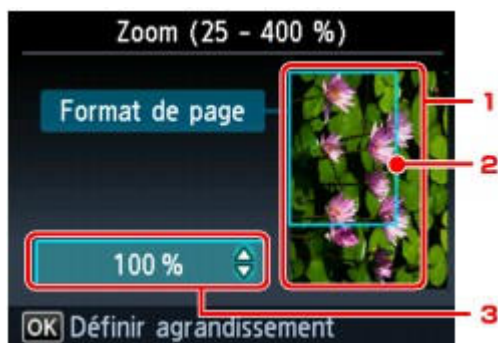 Zoom (25 - 400 %)
Format de page
1
2
100 %
3
OK Définir agrandissement